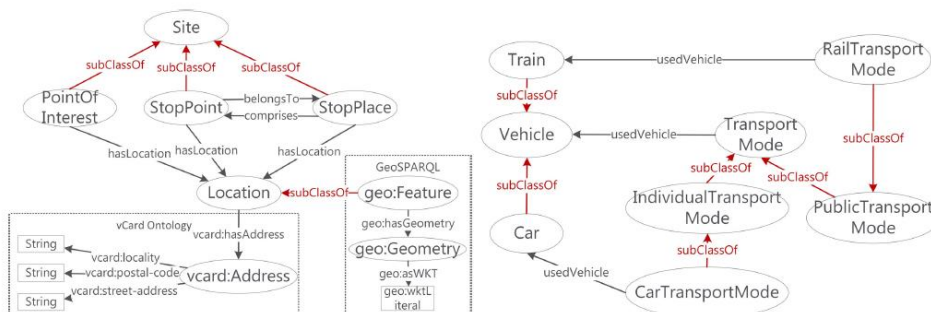 Site
subClassOf
subClassOf
subClassOf
PointOf
Interest
StopPoint
belongsTo
comprises
StopPlace
hasLocation
hasLocation
hasLocation
Location
subClassOf
GeoSPARQL
geo:Feature
geo:hasGeometry
geo:Geometry
geo:asWKT
geo:wktL
iteral
vCard Ontology
vcard:hasAddress
String
vcard:locality
String
vcard:postal-code
String
vcard:street-address
vcard:Address
Train
usedVehicle
RailTransport
Mode
subClassOf
Vehicle
usedVehicle
Transport
Mode
subClassOf
subClassOf
subClassOf
subClassOf
IndividualTransport
Mode
PublicTransport
Mode
Car
subClassOf
usedVehicle
CarTransportMode